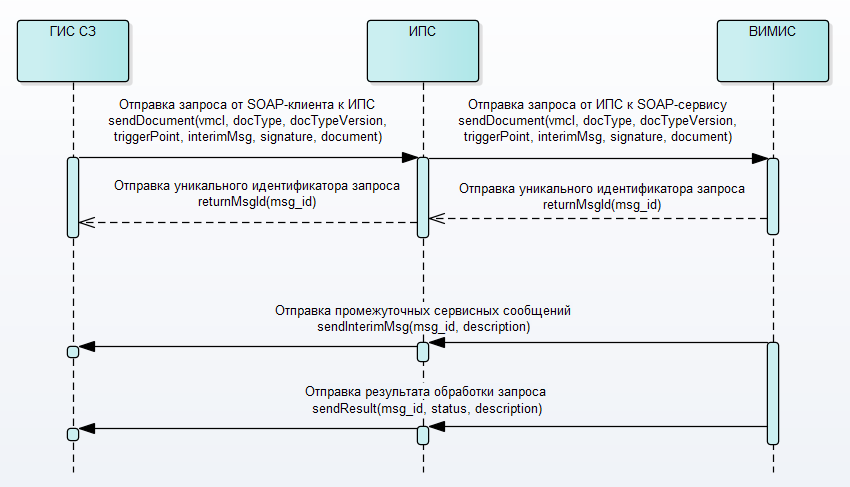 ГИС СЗ
ИПС
ВИМИС
Отправка запроса от SOAP-клиента к ИПС
sendDocument(vmcl, docType, docTypeVersion,
triggerPoint, interimMsg, signature, document)
Отправка запроса от ИПС к SOAP-сервису
sendDocument(vmcl, docType, docTypeVersion,
triggerPoint, interimMsg, signature, document)
Отправка уникального идентификатора запроса
returnMsgId(msg_id)
Отправка уникального идентификатора запроса
returnMsgId(msg_id)
Отправка промежуточных сервисных сообщений
sendInterimMsg(msg_id, description)
Отправка результата обработки запроса
sendResult(msg_id, status, description)